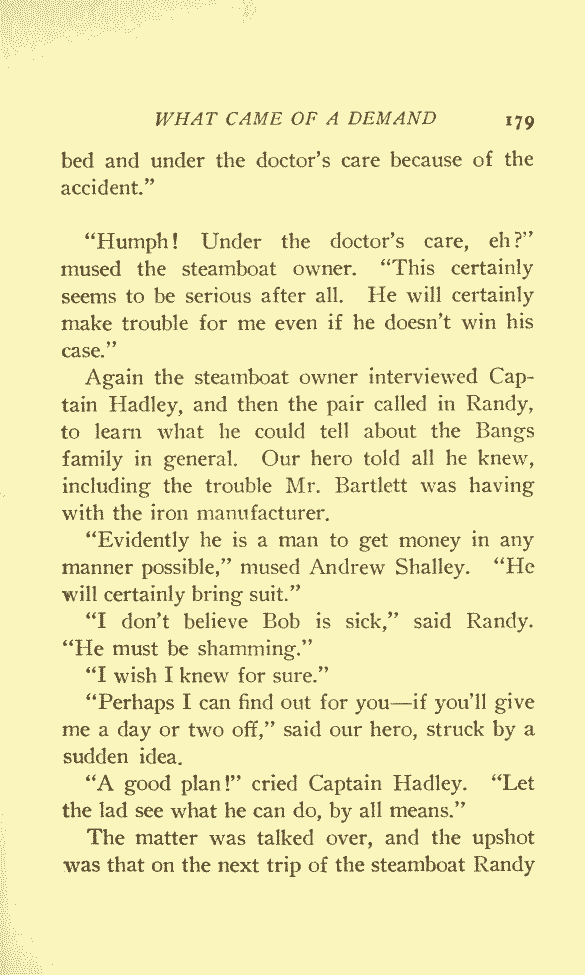 WHAT CAME OF A DEMAND 179
bed and under the doctor's care because of the
accident."
"Humph! Under the doctor's care, eh?"
mused the steamboat owner. "This certainly
seems to be serious after all. He will certainly
make trouble for me even if he doesn't win his
case."
Again the steamboat owner interviewed Cap-
tain Hadley, and then the pair called in Randy,
to learn what he could tell about the Bangs
family in general. Our hero told all he knew,
including the trouble Mr. Bartlett was having
with the iron manufacturer.
"Evidently he is a man to get money in any
manner possible," mused Andrew Shalley. "He
will certainly bring suit."
"I don't believe Bob is sick," said Randy.
"He must be shamming."
"I wish I knew for sure."
"Perhaps I can find out for you—if you'll give
me a day or two off," said our hero, struck by a
sudden idea.
"A good plan!" cried Captain Hadley. "Let
the lad see what he can do, by all means."
The matter was talked over, and the upshot
was that on the next trip of the steamboat Randy